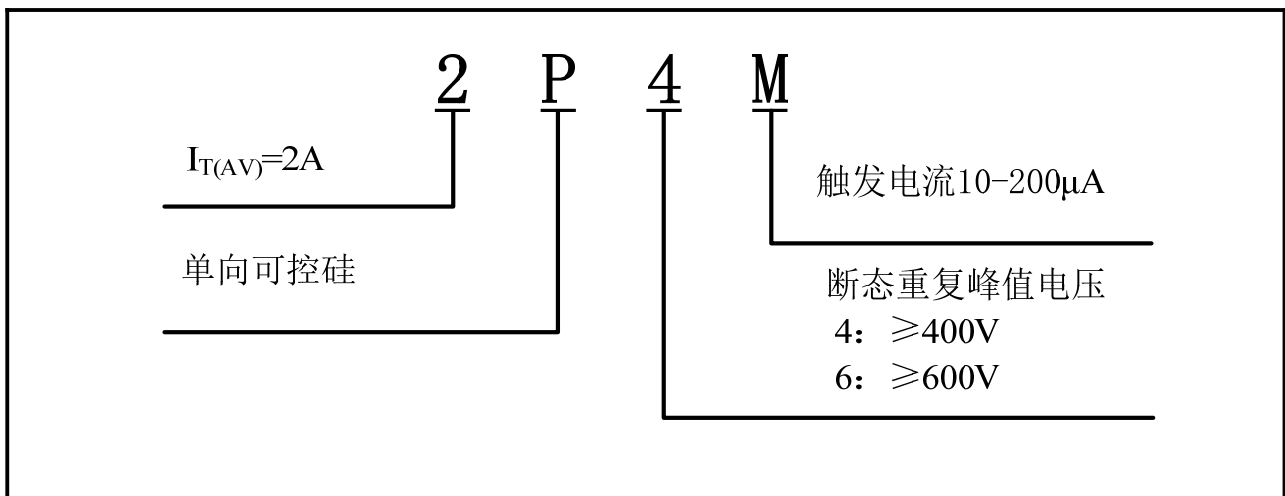 2 P 4 M
I_T(AV)=2A
触发电流10-200μA
单向可控硅
断态重复峰值电压
4：≥400V
6：≥600V